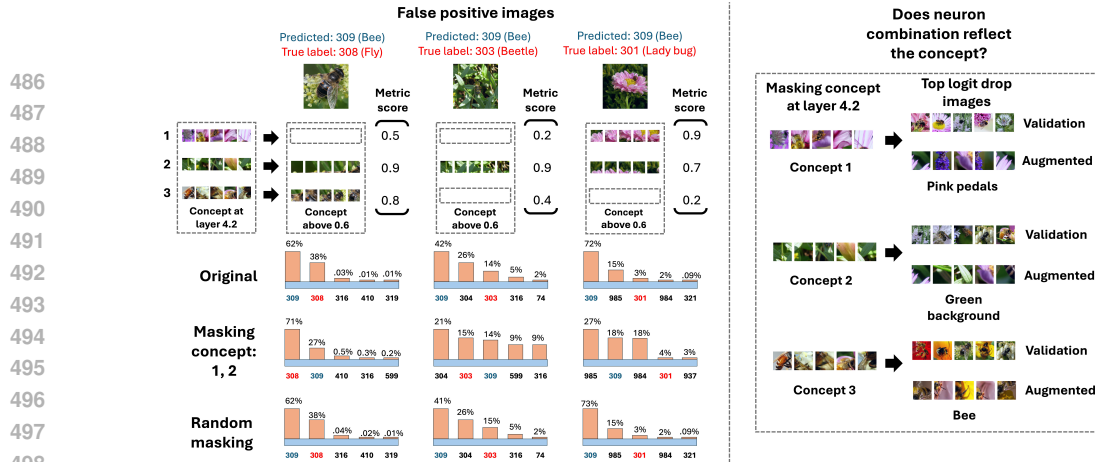 False positive images
Predicted: 309 (Bee)
True label: 308 (Fly)
Predicted: 309 (Bee)
True label: 303 (Beetle)
Predicted: 309 (Bee)
True label: 301 (Lady bug)
Metric
score
Metric
score
Metric
score
1
2
3
Concept at
layer 4.2
0.5
0.9
0.8
Concept
above 0.6
0.2
0.9
0.4
Concept
above 0.6
0.9
0.7
0.2
Concept
above 0.6
Original
62% 38% .03% .01% .01%
309 308 316 410 319
42% 26% 14% 5% 2%
309 304 303 316 74
72% 15% 3% 2% .09%
309 985 301 984 321
Masking
concept:
1, 2
71% 27% 0.5% 0.3% 0.2%
308 309 410 316 599
21% 15% 14% 9% 9%
304 303 309 599 316
27% 18% 18% 4% 3%
985 309 984 301 937
Random
masking
62% 38% .04% .02% .01%
309 308 316 410 319
41% 26% 15% 5% 2%
309 304 303 316 74
73% 15% 3% 2% .09%
309 985 301 984 321
Does neuron
combination reflect
the concept?
Masking concept
at layer 4.2
Top logit drop
images
Concept 1
Validation
Augmented
Pink pedals
Concept 2
Validation
Augmented
Green
background
Concept 3
Validation
Augmented
Bee
486
487
488
489
490
491
492
493
494
495
496
497
498